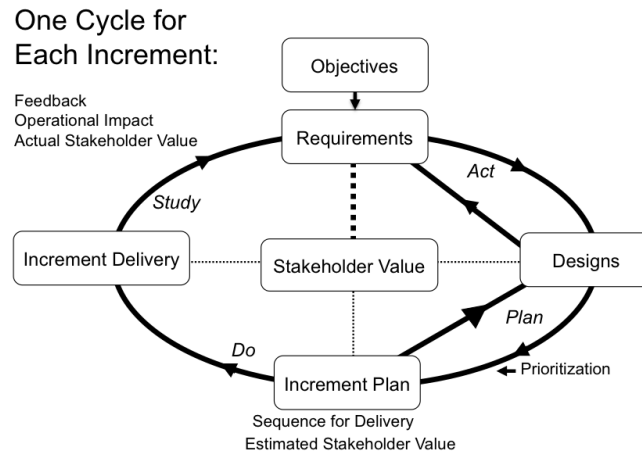 One Cycle for
Each Increment:
Objectives
Feedback
Operational Impact
Actual Stakeholder Value
Requirements
Act
Study
Increment Delivery
Stakeholder Value
Designs
Plan
Do
Prioritization
Increment Plan
Sequence for Delivery
Estimated Stakeholder Value